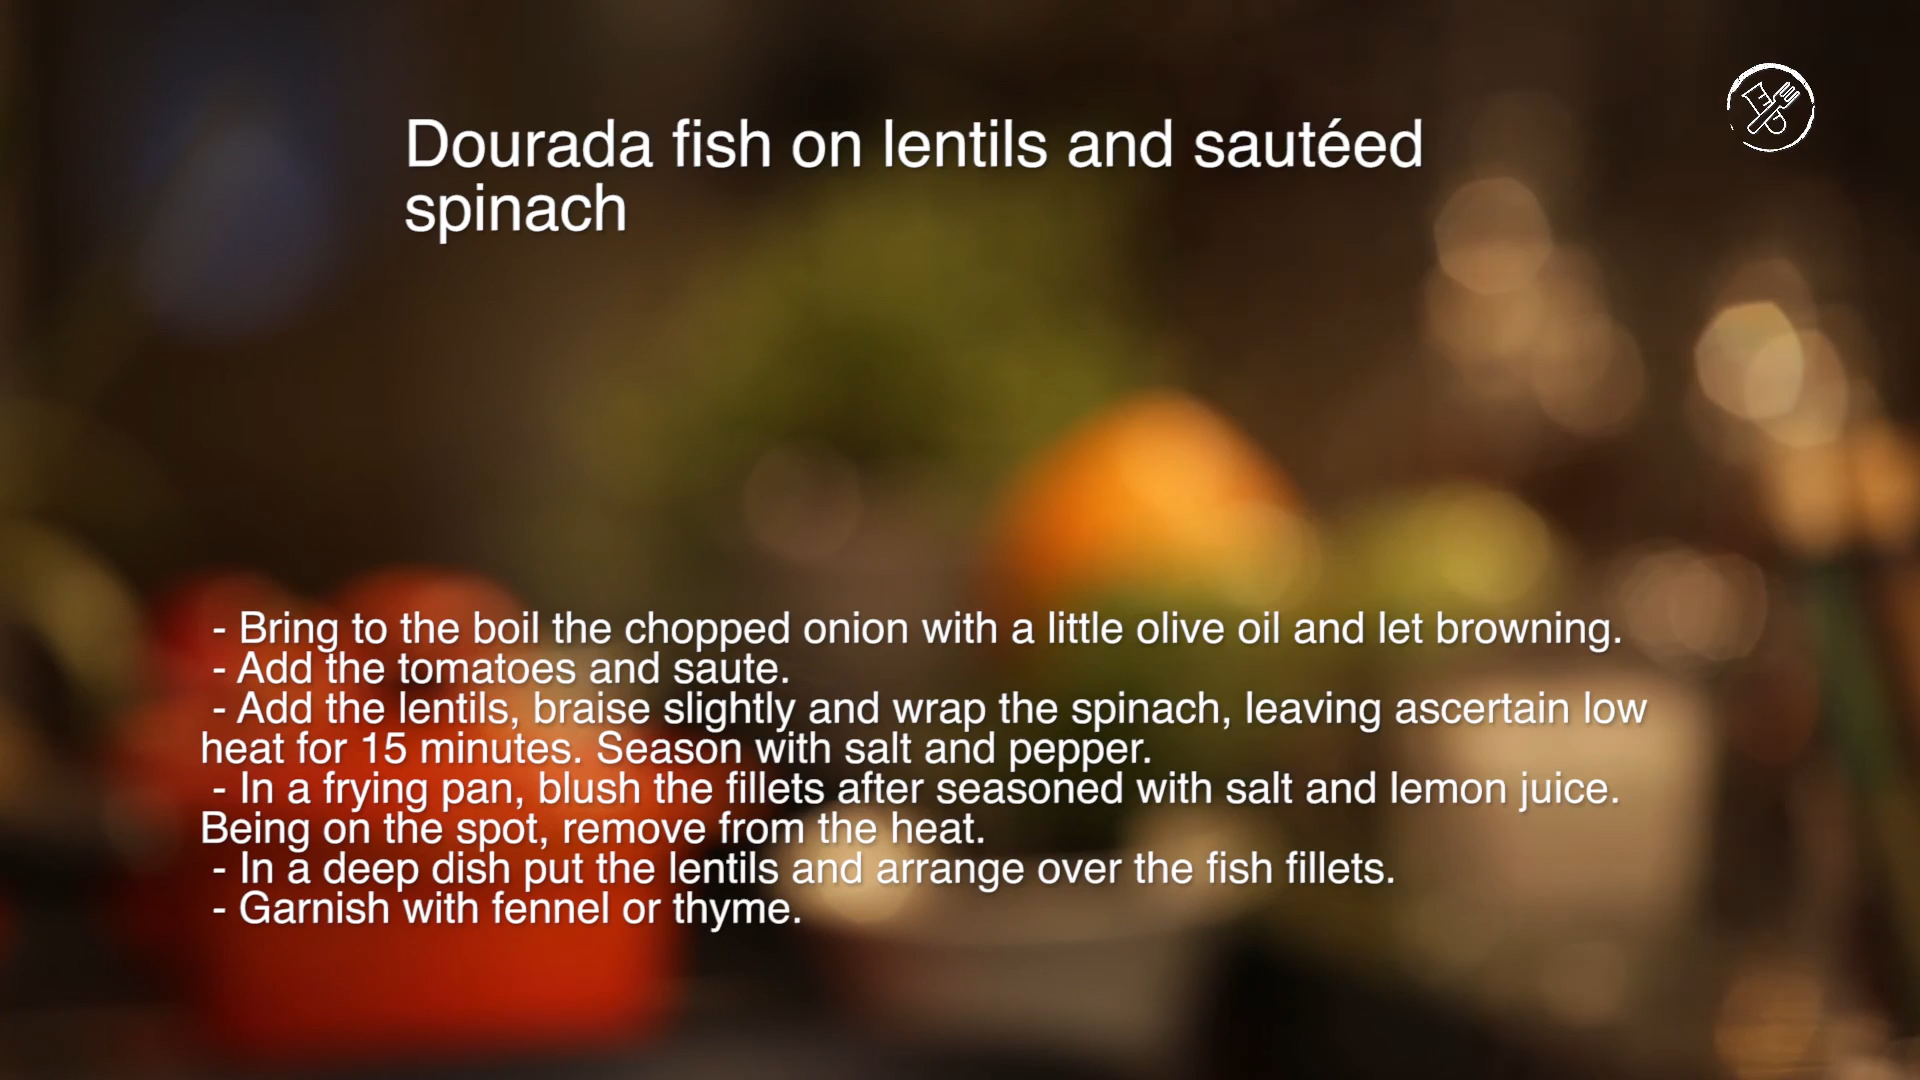 Dourada fish on lentils and sautéed
spinach
- Bring to the boil the chopped onion with a little olive oil and let browning.
- Add the tomatoes and saute.
- Add the lentils, braise slightly and wrap the spinach, leaving ascertain low
heat for 15 minutes. Season with salt and pepper.
- In a frying pan, blush the fillets after seasoned with salt and lemon juice.
Being on the spot, remove from the heat.
- In a deep dish put the lentils and arrange over the fish fillets.
- Garnish with fennel or thyme.